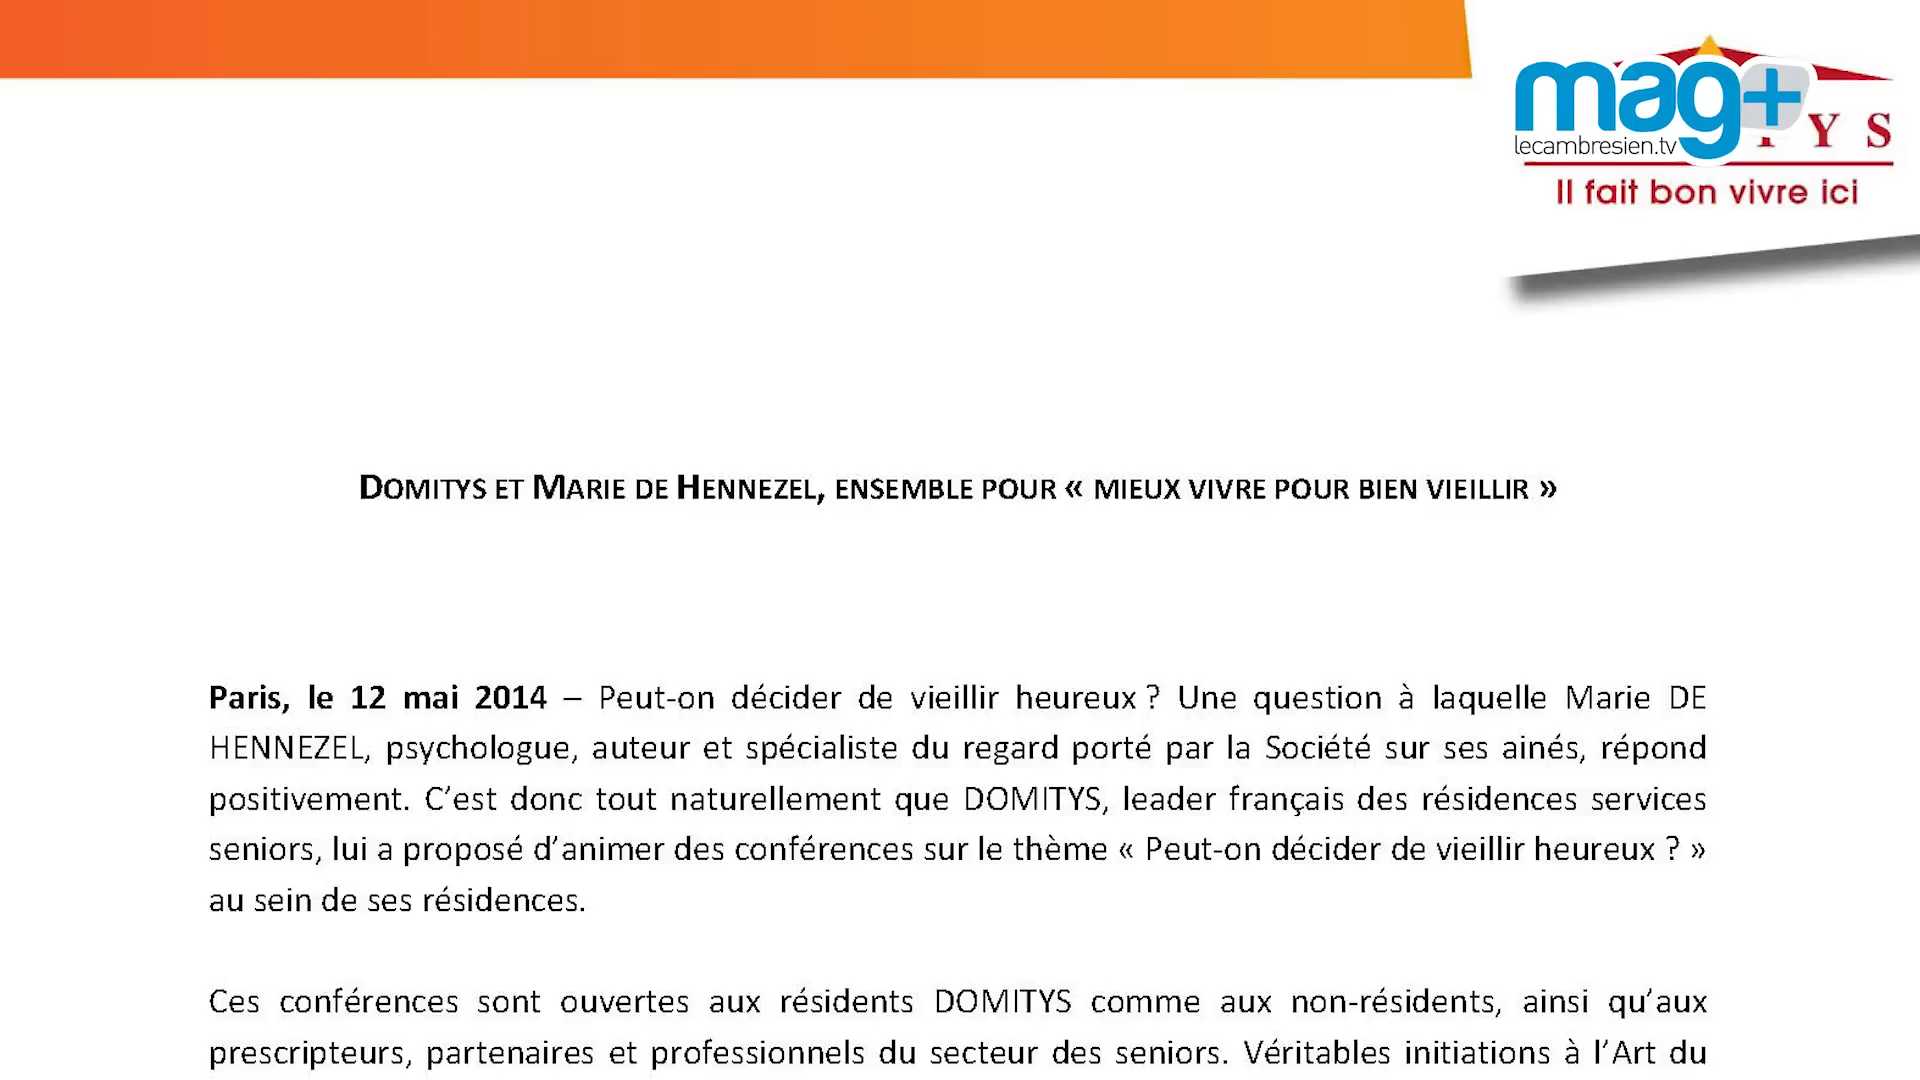 mag+
lecambresien.tv
YS
Il fait bon vivre ici
DOMITYS ET MARIE DE HENNEZEL, ENSEMBLE POUR « MIEUX VIVRE POUR BIEN VIEILLIR »
Paris, le 12 mai 2014 – Peut-on décider de vieillir heureux ? Une question à laquelle Marie DE
HENNEZEL, psychologue, auteur et spécialiste du regard porté par la Société sur ses ainés, répond
positivement. C’est donc tout naturellement que DOMITYS, leader français des résidences services
seniors, lui a proposé d’animer des conférences sur le thème « Peut-on décider de vieillir heureux ? »
au sein de ses résidences.
Ces conférences sont ouvertes aux résidents DOMITYS comme aux non-résidents, ainsi qu’aux
prescripteurs, partenaires et professionnels du secteur des seniors. Véritables initiations à l’Art du